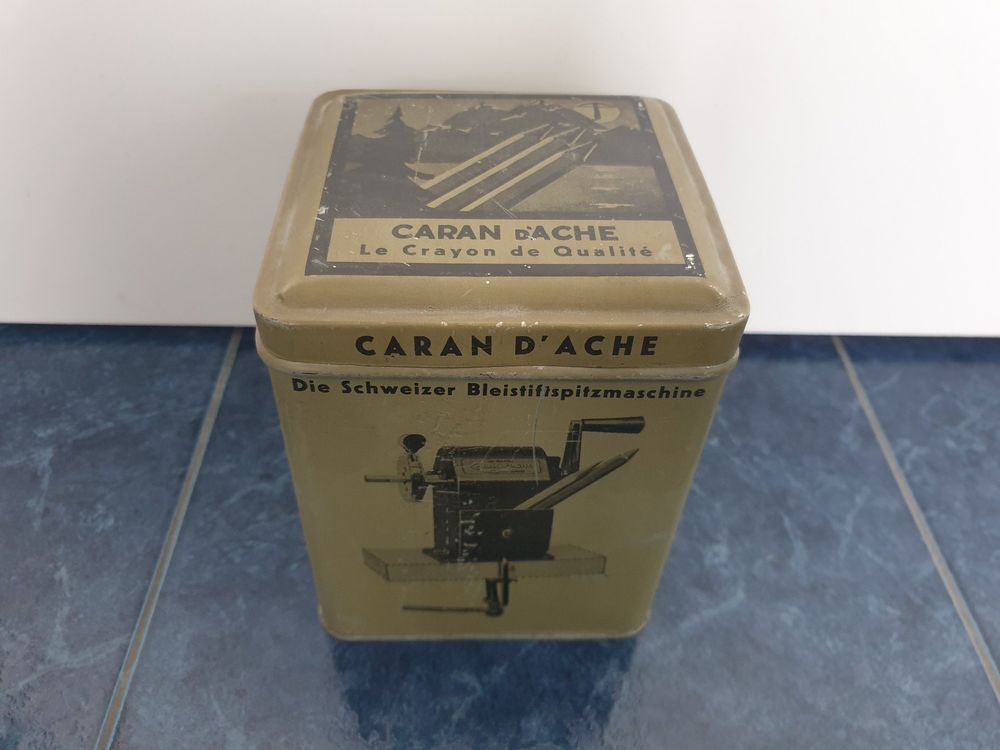 CARAN D'ACHE
Le Crayon de Qualité
CARAN D'ACHE
Die Schweizer Bleistiftspitzmaschine